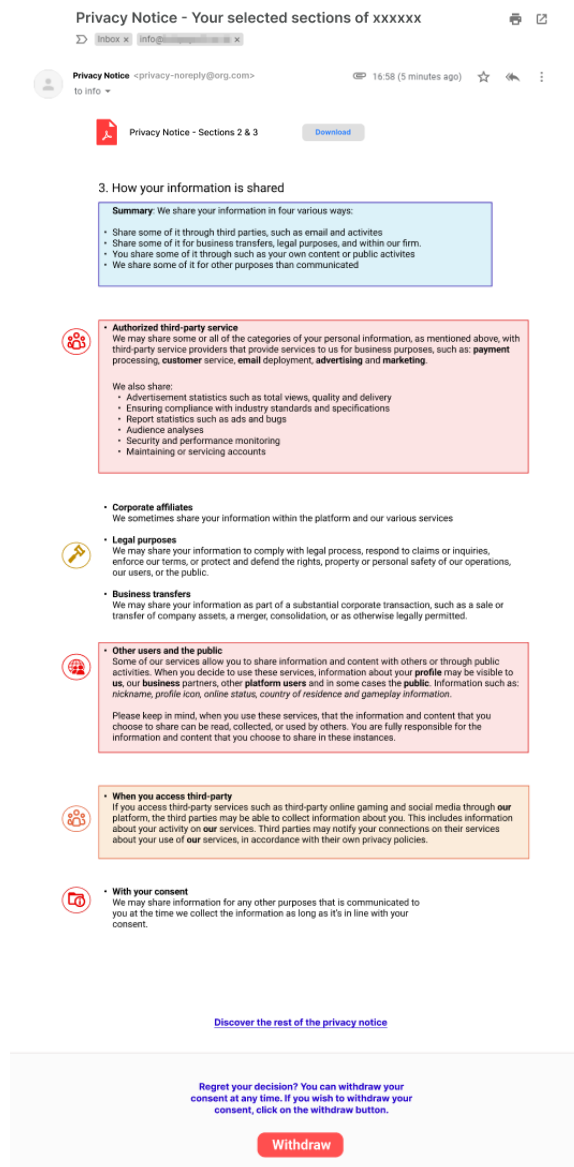 Privacy Notice - Your selected sections of xxxxxx
Inbox x info@ x
Privacy Notice <privacy-noreply@org.com> 16:58 (5 minutes ago)
to info
Privacy Notice - Sections 2 & 3 Download
3. How your information is shared
Summary: We share your information in four various ways:
• Share some of it through third parties, such as email and activites
• Share some of it for business transfers, legal purposes, and within our firm.
• You share some of it through such as your own content or public activites
• We share some of it for other purposes than communicated
• Authorized third-party service
We may share some or all of the categories of your personal information, as mentioned above, with
third-party service providers that provide services to us for business purposes, such as: payment
processing, customer service, email deployment, advertising and marketing.
We also share:
• Advertisement statistics such as total views, quality and delivery
• Ensuring compliance with industry standards and specifications
• Report statistics such as ads and bugs
• Audience analyses
• Security and performance monitoring
• Maintaining or servicing accounts
• Corporate affiliates
We sometimes share your information within the platform and our various services
• Legal purposes
We may share your information to comply with legal process, respond to claims or inquiries,
enforce our terms, or protect and defend the rights, property or personal safety of our operations,
our users, or the public.
• Business transfers
We may share your information as part of a substantial corporate transaction, such as a sale or
transfer of company assets, a merger, consolidation, or as otherwise legally permitted.
• Other users and the public
Some of our services allow you to share information and content with others or through public
activities. When you decide to use these services, information about your profile may be visible to
us, our business partners, other platform users and in some cases the public. Information such as:
nickname, profile icon, online status, country of residence and gameplay information.
Please keep in mind, when you use these services, that the information and content that you
choose to share can be read, collected, or used by others. You are fully responsible for the
information and content that you choose to share in these instances.
• When you access third-party
If you access third-party services such as third-party online gaming and social media through our
platform, the third parties may be able to collect information about you. This includes information
about your activity on our services. Third parties may notify your connections on their services
about your use of our services, in accordance with their own privacy policies.
• With your consent
We may share information for any other purposes that is communicated to
you at the time we collect the information as long as it's in line with your
consent.
Discover the rest of the privacy notice
Regret your decision? You can withdraw your
consent at any time. If you wish to withdraw your
consent, click on the withdraw button.
Withdraw